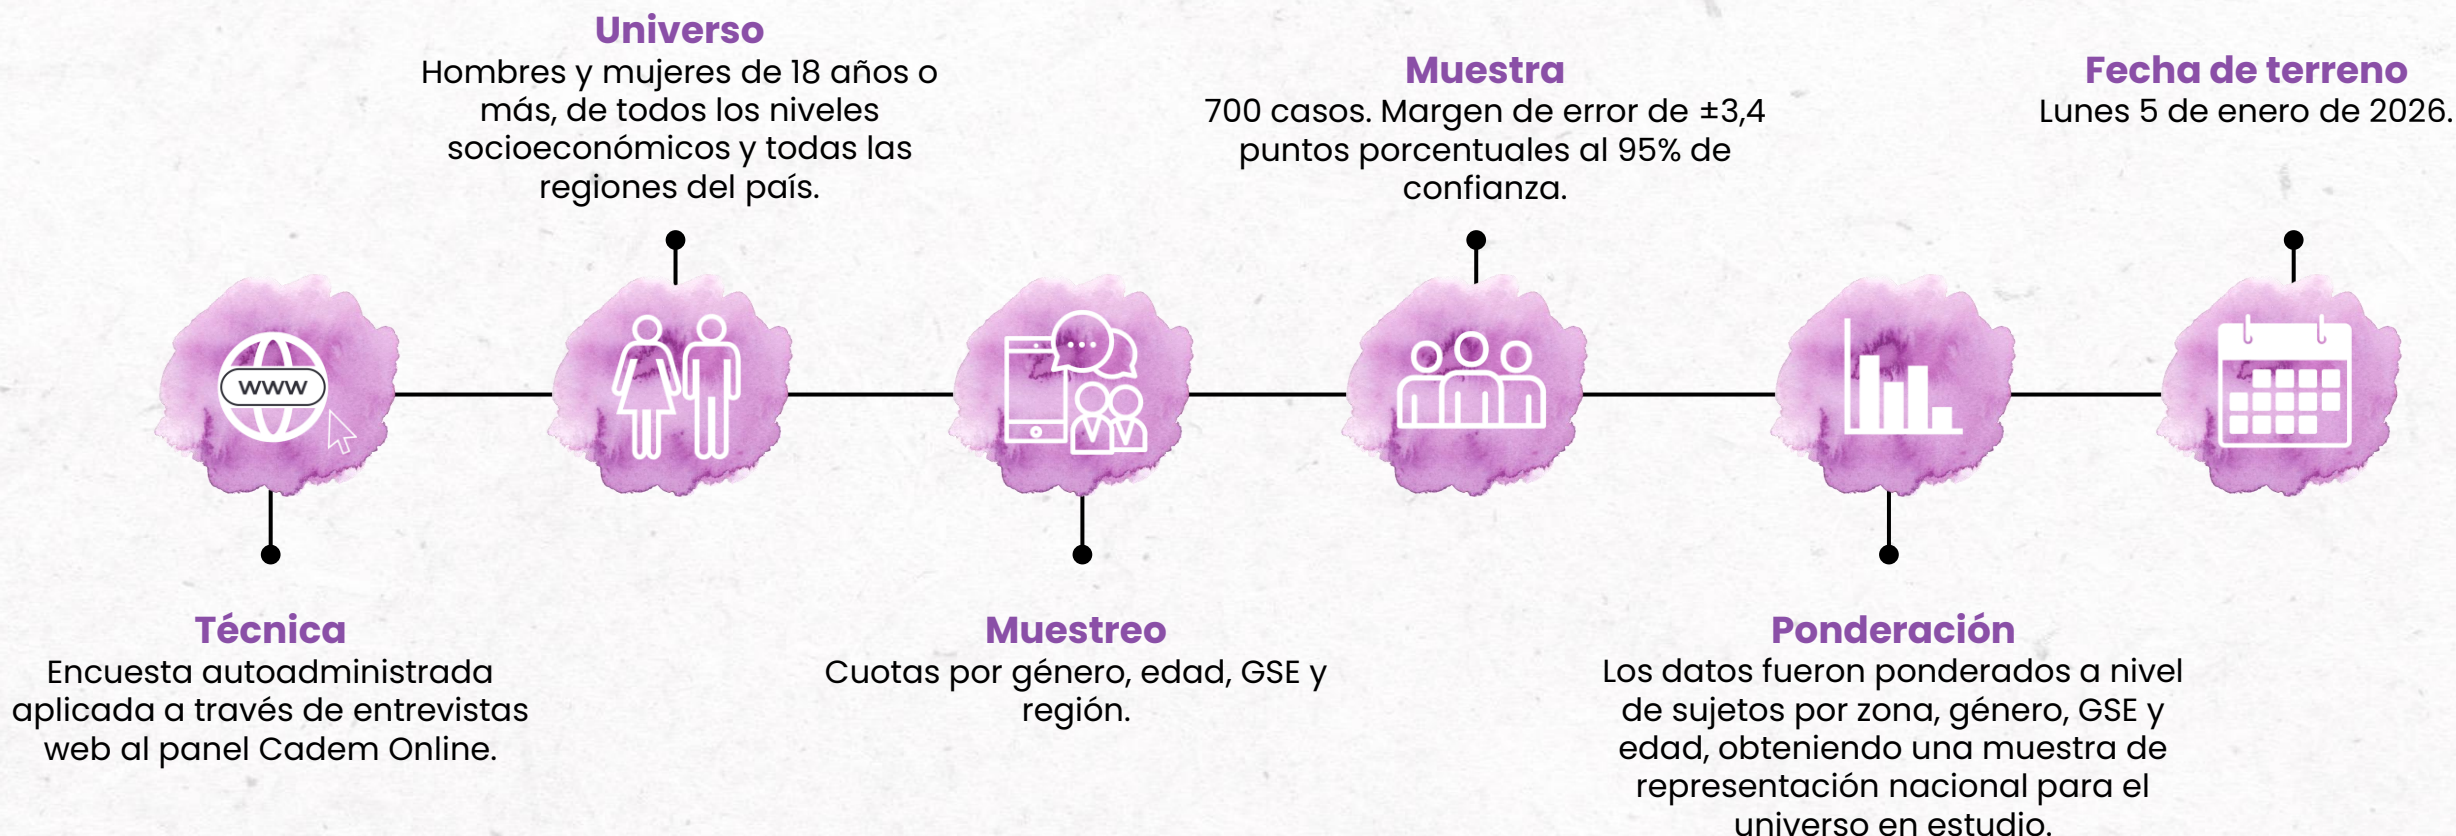 Universo
Hombres y mujeres de 18 años o
más, de todos los niveles
socioeconómicos y todas las
regiones del país.
Muestra
700 casos. Margen de error de ±3,4
puntos porcentuales al 95% de
confianza.
Fecha de terreno
Lunes 5 de enero de 2026.
www
Técnica
Encuesta autoadministrada
aplicada a través de entrevistas
web al panel Cadem Online.
Muestreo
Cuotas por género, edad, GSE y
región.
Ponderación
Los datos fueron ponderados a nivel
de sujetos por zona, género, GSE y
edad, obteniendo una muestra de
representación nacional para el
universo en estudio.